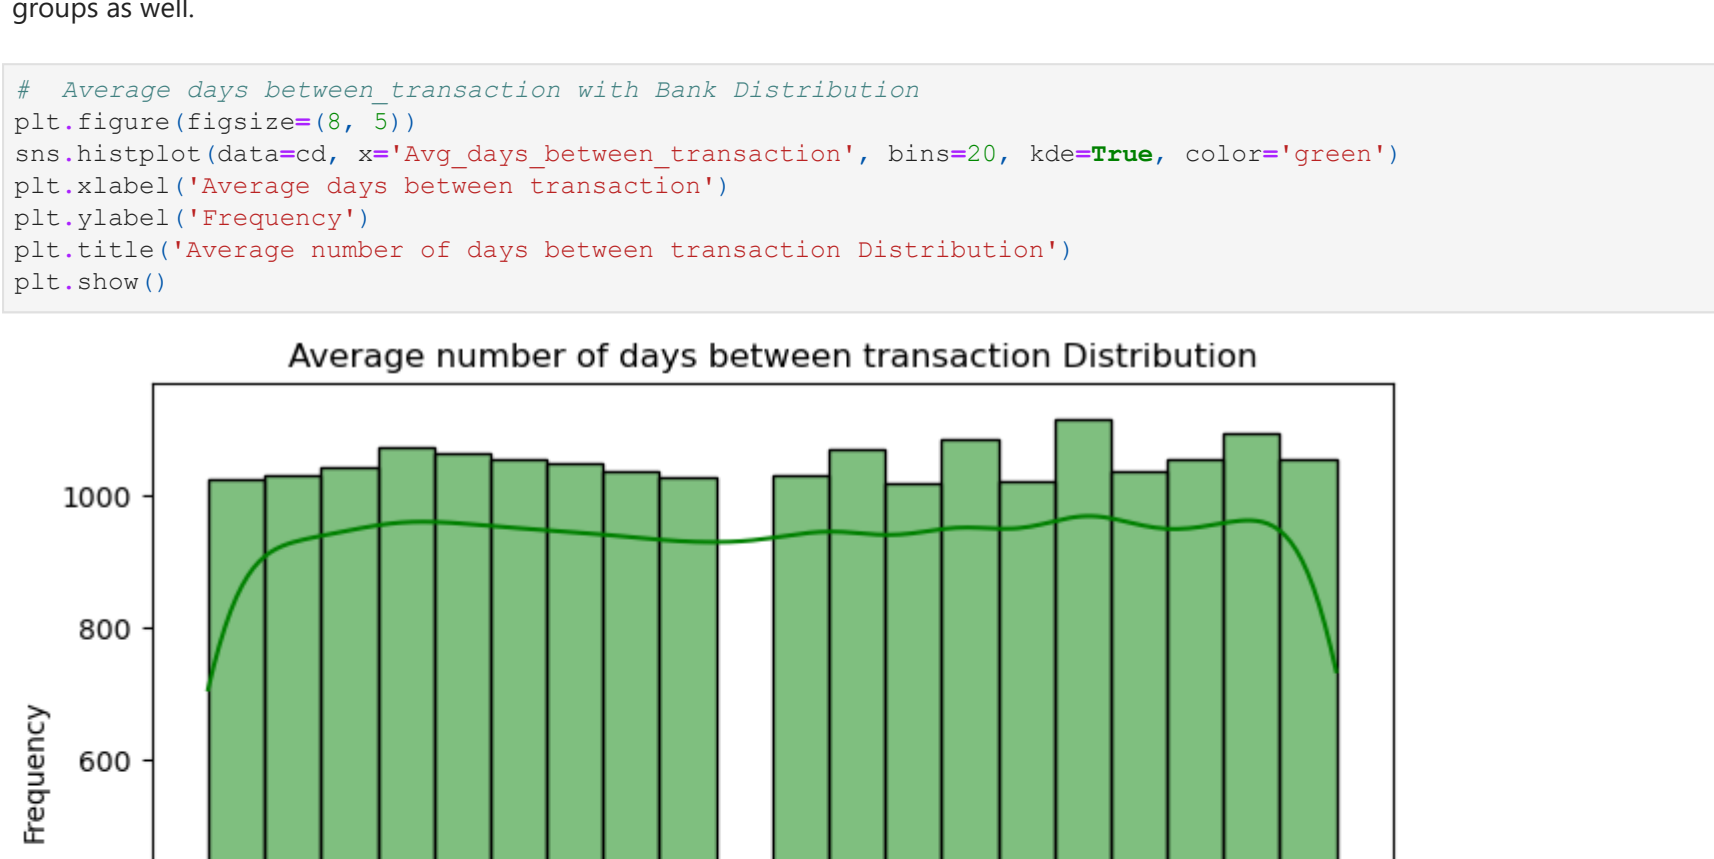 groups as well.
#  Average days between_transaction with Bank Distribution
plt.figure(figsize=(8, 5))
sns.histplot(data=cd, x='Avg_days_between_transaction', bins=20, kde=True, color='green')
plt.xlabel('Average days between transaction')
plt.ylabel('Frequency')
plt.title('Average number of days between transaction Distribution')
plt.show()
Average number of days between transaction Distribution
1000
800
600
Frequency